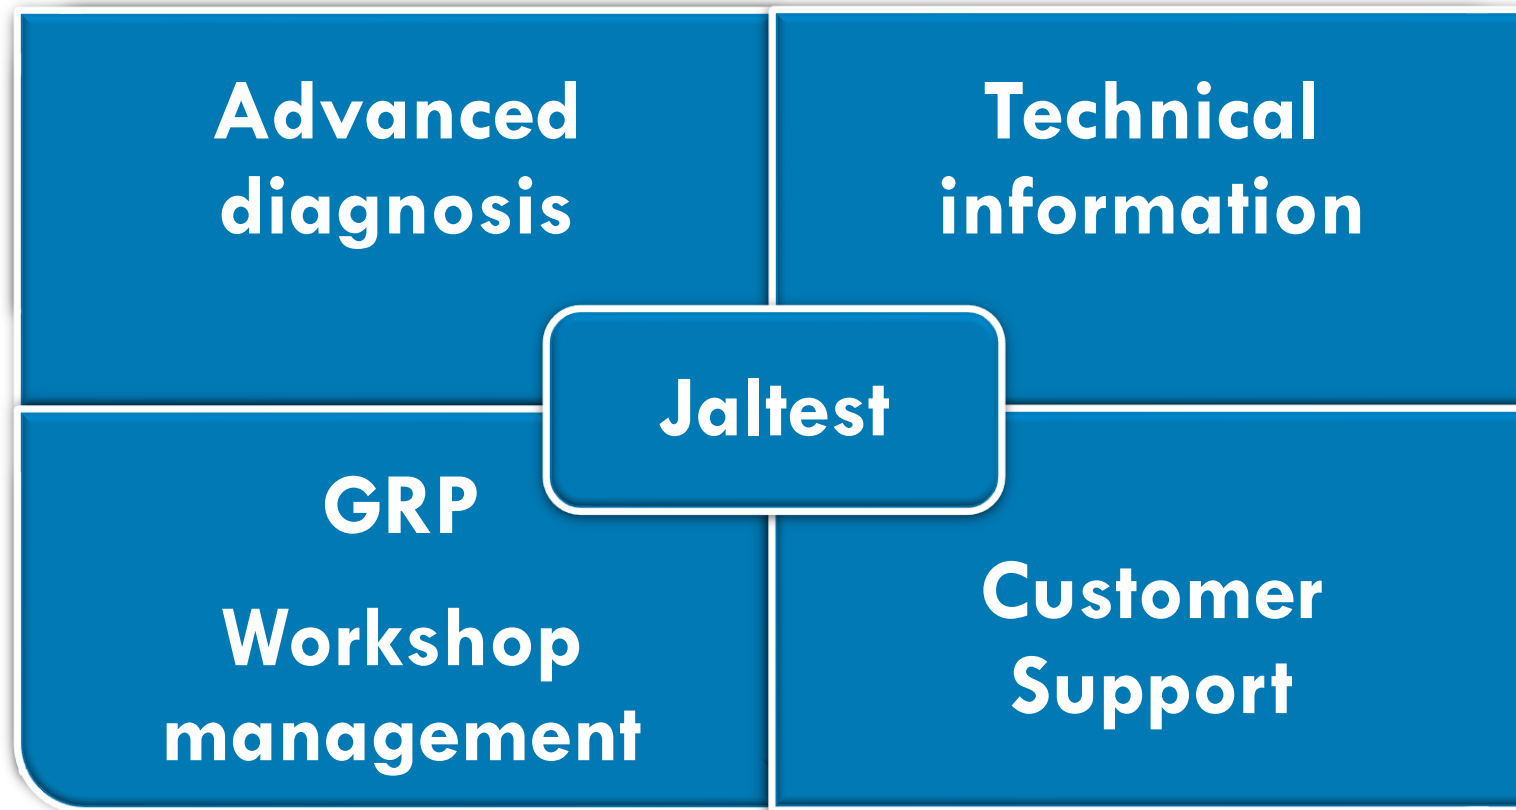 Advanced
diagnosis
Technical
information
Jaltest
GRP
Workshop
management
Customer
Support